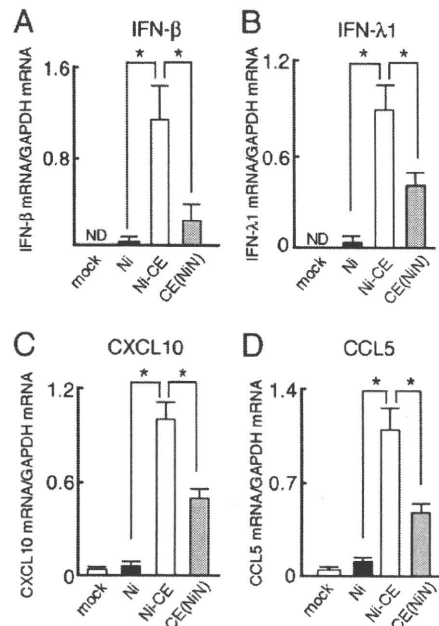 A
IFN-β
*
*
1.6
0.8
0
IFN-β mRNA/GAPDH mRNA
ND
mock
Ni
Ni-CE
CE(NiN)
B
IFN-λ1
*
*
1.2
0.6
0
IFN-λ1 mRNA/GAPDH mRNA
ND
mock
Ni
Ni-CE
CE(NiN)
C
CXCL10
*
*
1.2
0.6
0
CXCL10 mRNA/GAPDH mRNA
mock
Ni
Ni-CE
CE(NiN)
D
CCL5
*
*
1.4
0.7
0
CCL5 mRNA/GAPDH mRNA
mock
Ni
Ni-CE
CE(NiN)